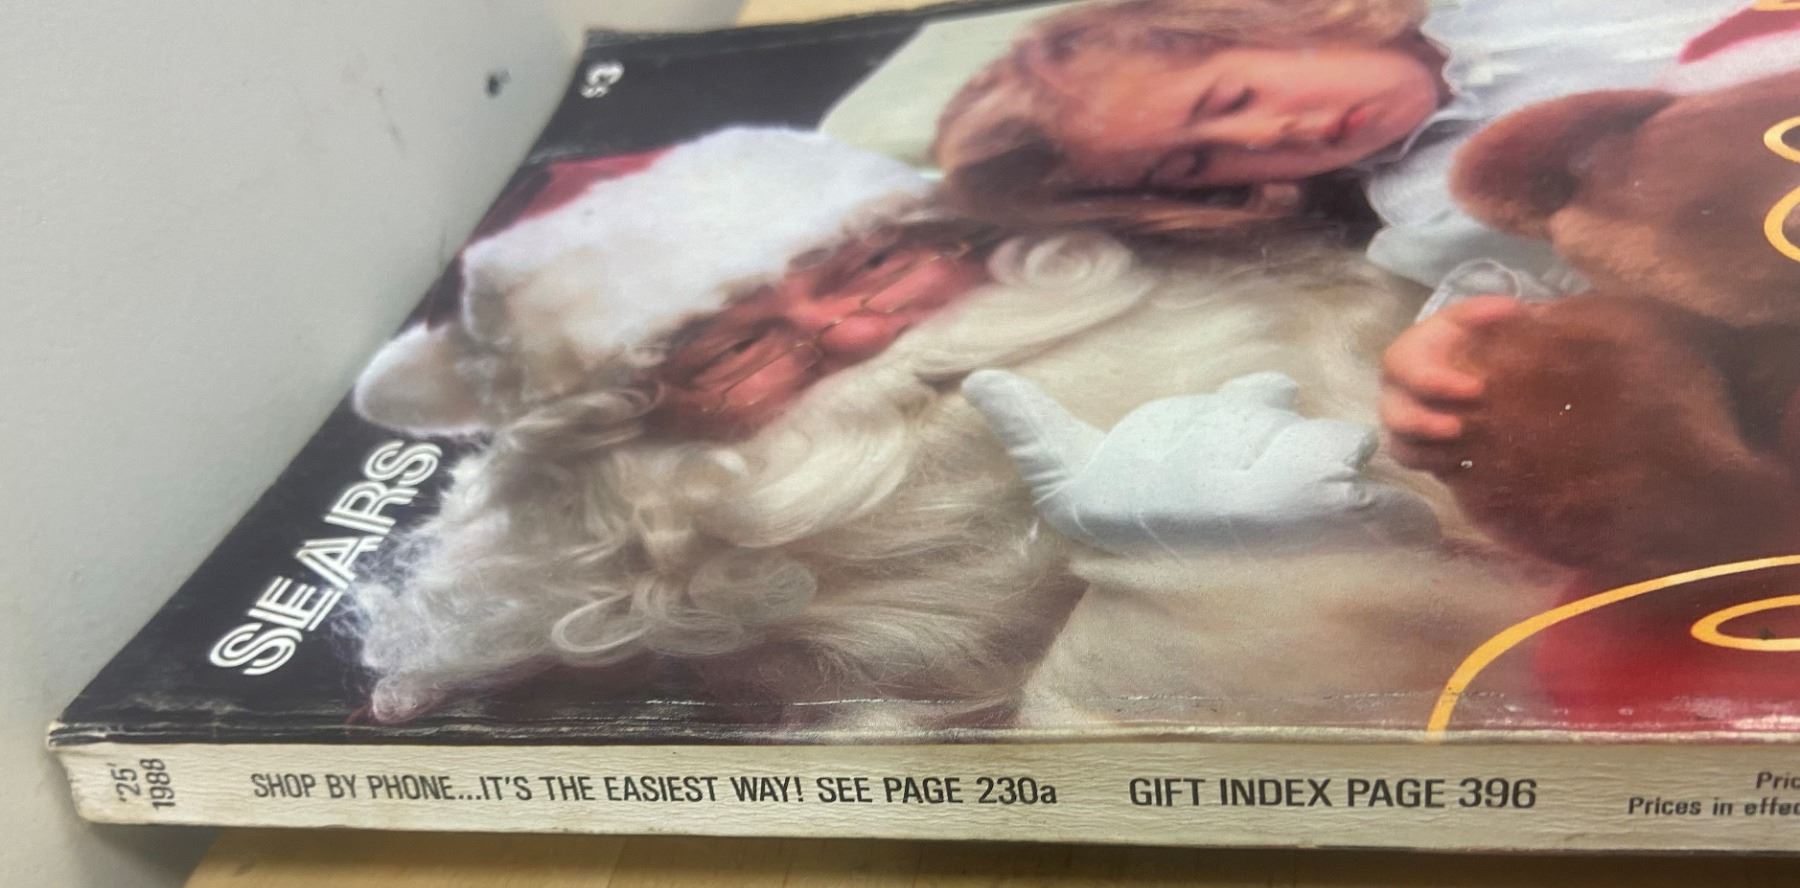 $3
SEARS
'25'
1988
SHOP BY PHONE...IT'S THE EASIEST WAY! SEE PAGE 230a
GIFT INDEX PAGE 396
Prices in